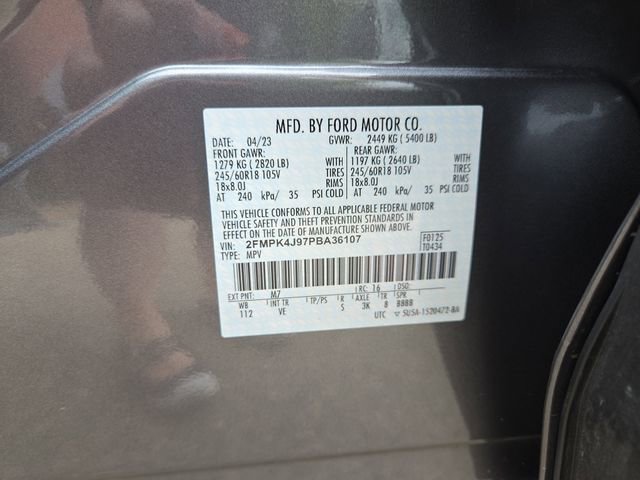 MFD. BY FORD MOTOR CO.
DATE: 04/23 GVWR: 2449 KG (5400 LB)
FRONT GAWR: REAR GAWR:
1279 KG (2820 LB) WITH 1197 KG (2640 LB) WITH
245/60R18 105V TIRES 245/60R18 105V TIRES
18x8.0J RIMS 18x8.0J RIMS
AT 240 kPa/ 35 PSI COLD AT 240 kPa/ 35 PSI COLD
THIS VEHICLE CONFORMS TO ALL APPLICABLE FEDERAL MOTOR
VEHICLE SAFETY AND THEFT PREVENTION STANDARDS IN
EFFECT ON THE DATE OF MANUFACTURE SHOWN ABOVE.
VIN: 2FMPK4J97PBA36107 F0125
TYPE: MPV T0434
EXT PNT: M7 RC: 16 DSO:
WB INT TR TP/PS R AXLE TR SPR
112 VE S 3K 8 BBBB
UTC ▽ 5U5A-1520472-BA